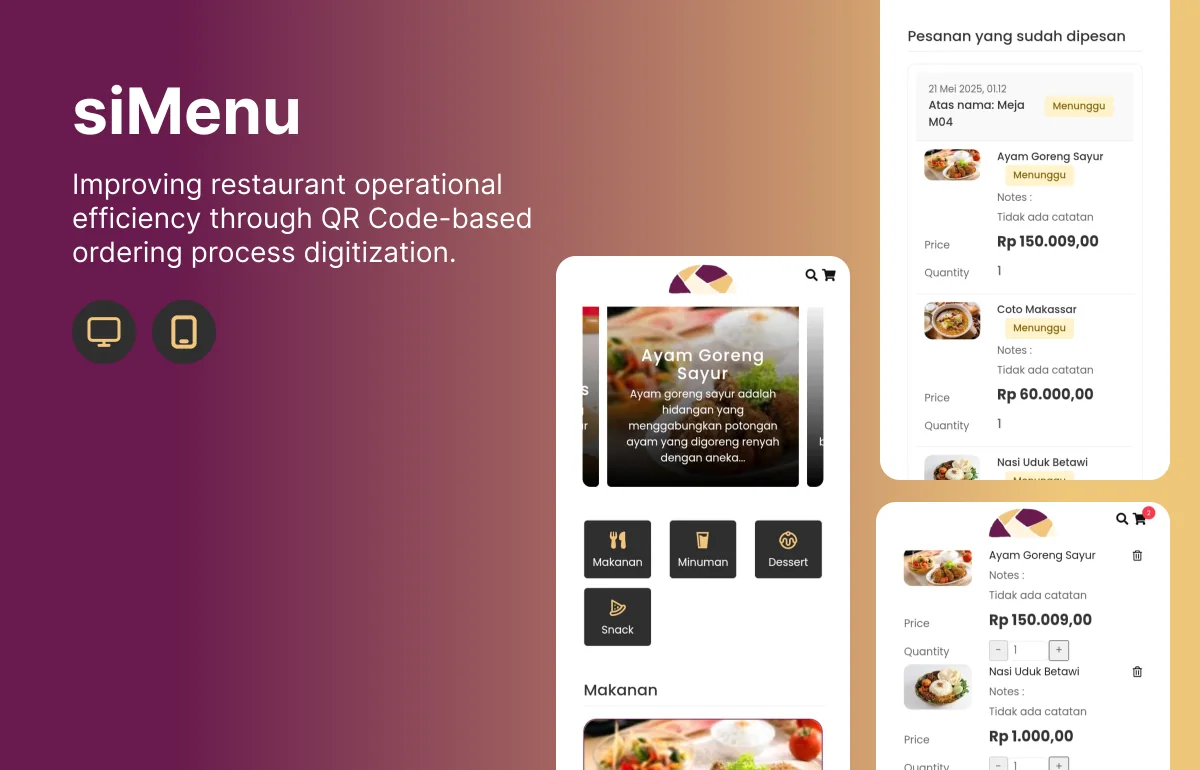 siMenu
Improving restaurant operational
efficiency through QR Code-based
ordering process digitization.
Ayam Goreng
Sayur
Ayam goreng sayur adalah
hidangan yang
menggabungkan potongan
ayam yang digoreng renyah
dengan aneka...
Makanan
Minuman
Dessert
Snack
Makanan
Pesanan yang sudah dipesan
21 Mei 2025, 01.12
Atas nama: Meja
M04
Menunggu
Ayam Goreng Sayur
Menunggu
Notes :
Tidak ada catatan
Price
Rp 150.009,00
Quantity
1
Coto Makassar
Menunggu
Notes :
Tidak ada catatan
Price
Rp 60.000,00
Quantity
1
Nasi Uduk Betawi
Menunggu
2
Ayam Goreng Sayur
Notes :
Tidak ada catatan
Price
Rp 150.009,00
Quantity
- 1 +
Nasi Uduk Betawi
Notes :
Tidak ada catatan
Price
Rp 1.000,00
Quantity
- 1 +